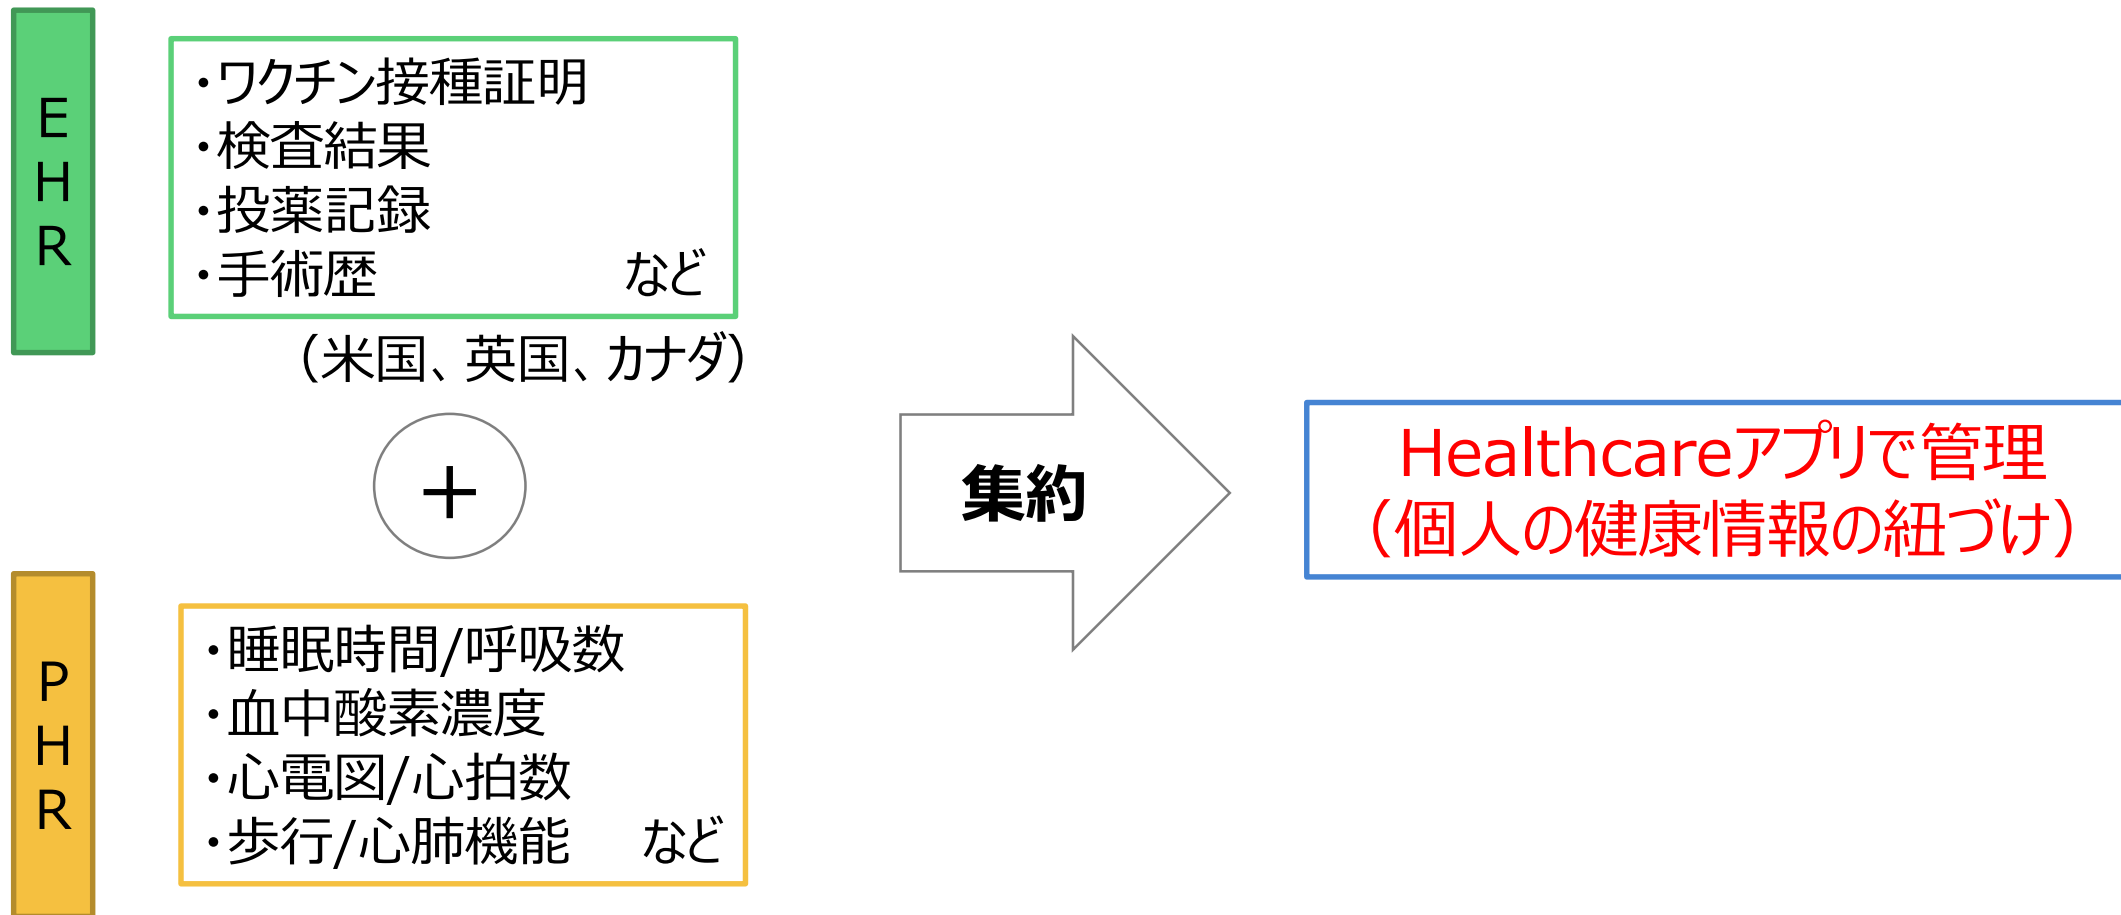 EHR
・ワクチン接種証明
・検査結果
・投薬記録
・手術歴 など
（米国、英国、カナダ）
＋
集約
Healthcareアプリで管理
（個人の健康情報の紐づけ）
PHR
・睡眠時間/呼吸数
・血中酸素濃度
・心電図/心拍数
・歩行/心肺機能 など